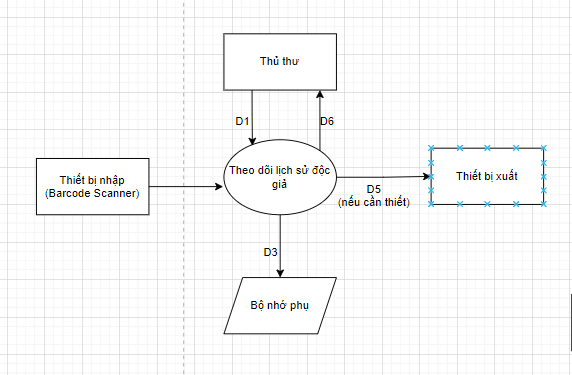 Thủ thư
D1
D6
Theo dõi lịch sử độc
giả
Thiết bị nhập
(Barcode Scanner)
Thiết bị xuất
D5
(nếu cần thiết)
D3
Bộ nhớ phụ